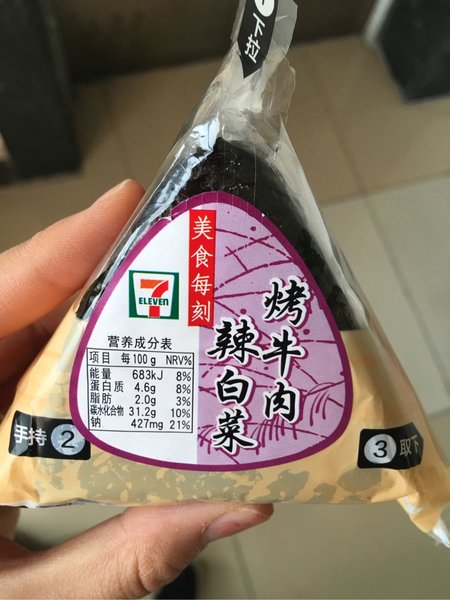 下拉
美食每刻
7
ELEVEN
烤牛肉
辣白菜
营养成分表
项目 每100g NRV%
能量 683kJ 8%
蛋白质 4.6g 8%
脂肪 2.0g 3%
碳水化合物 31.2g 10%
钠 427mg 21%
手持 2
3 取下